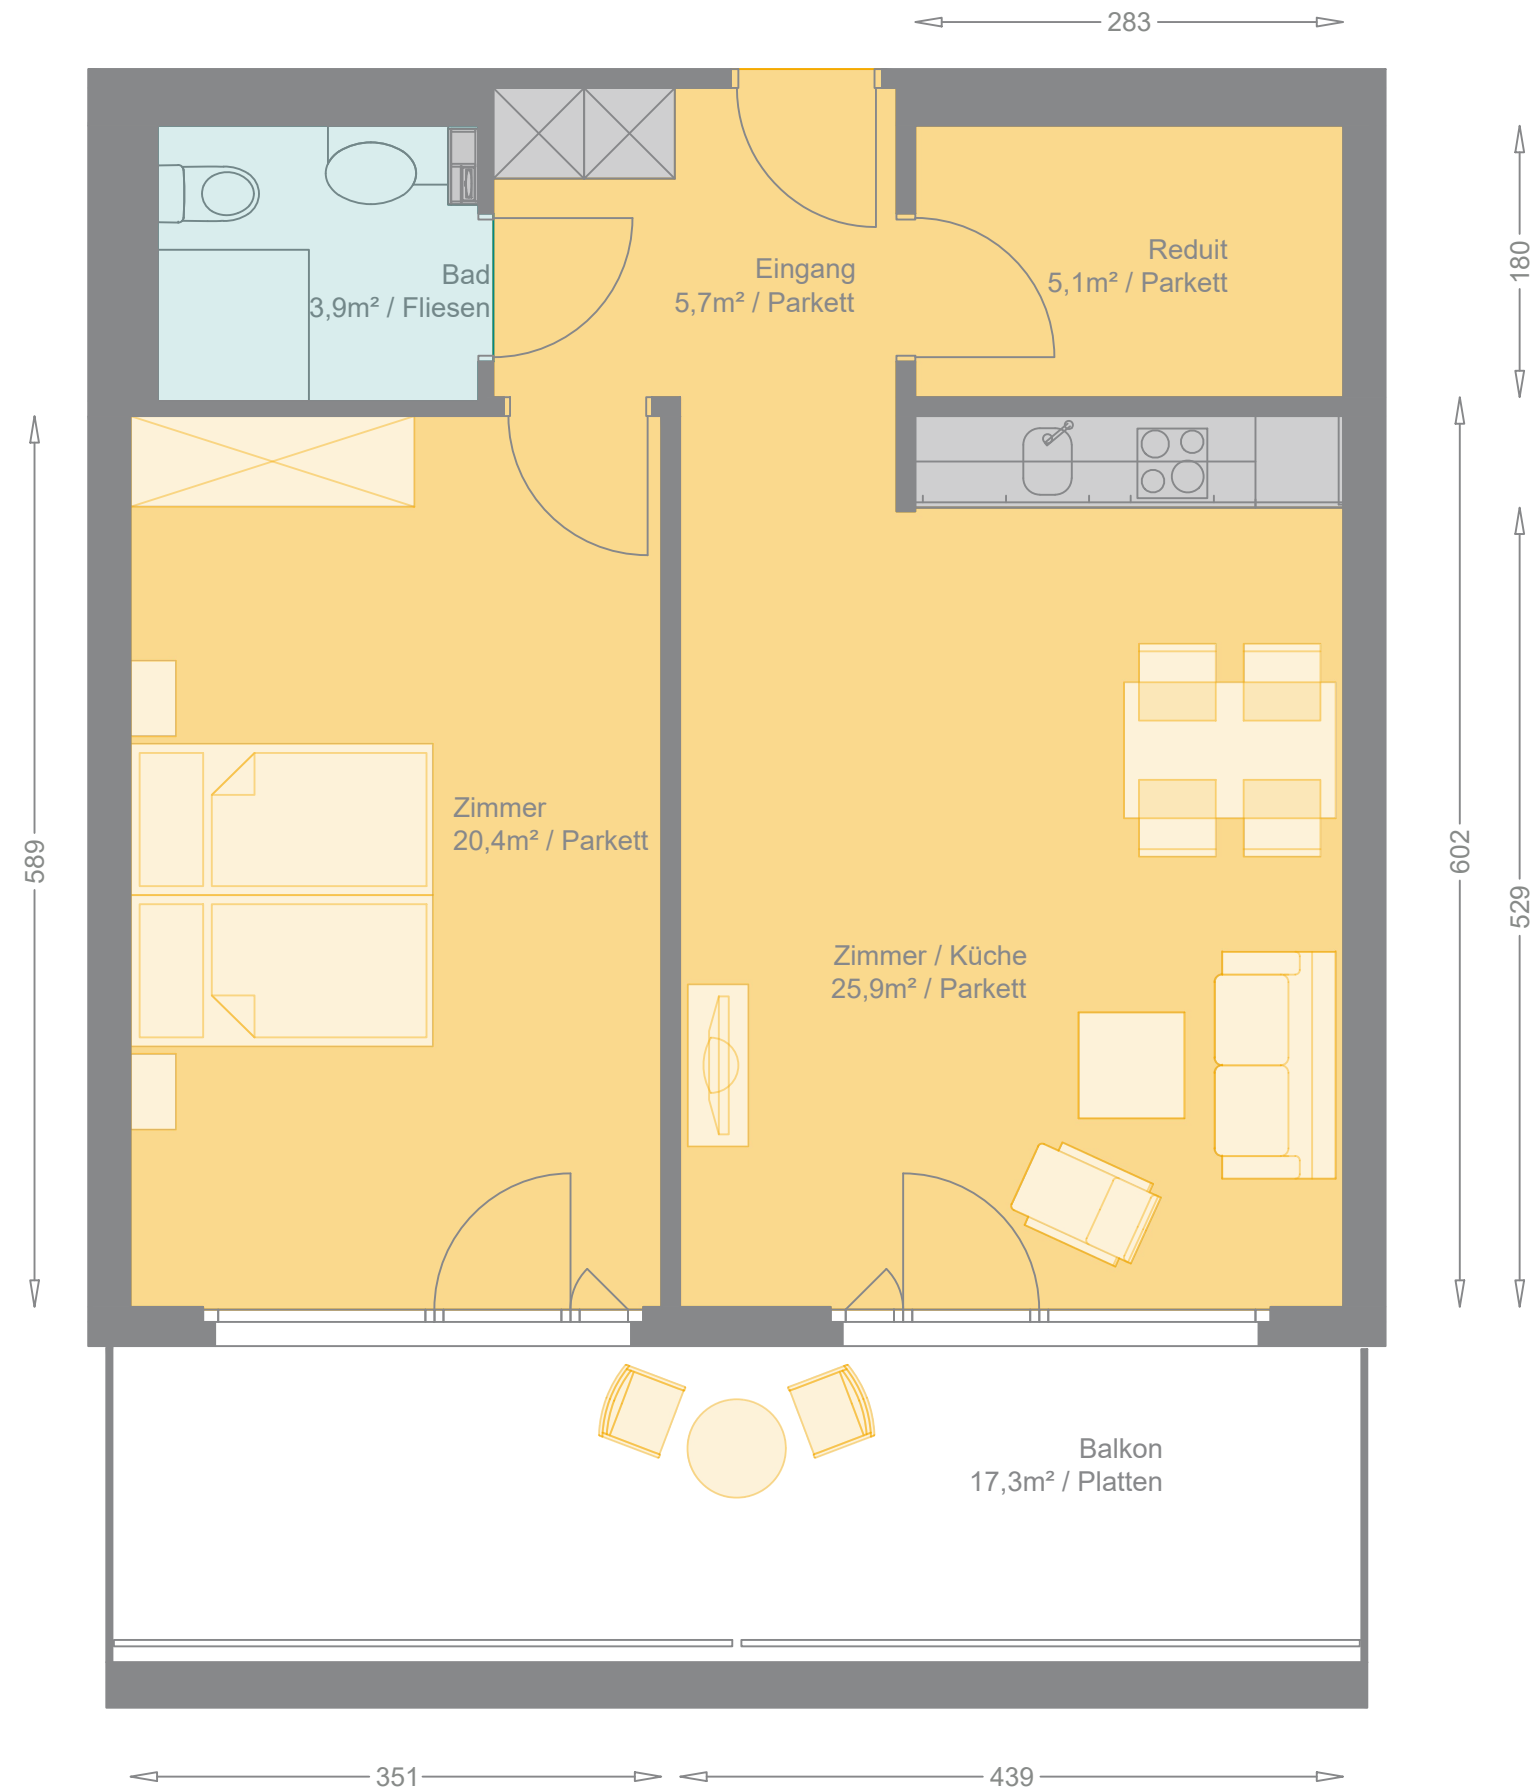 283
180
Bad
3,9m² / Fliesen
Eingang
5,7m² / Parkett
Reduit
5,1m² / Parkett
589
602
529
Zimmer
20,4m² / Parkett
Zimmer / Küche
25,9m² / Parkett
Balkon
17,3m² / Platten
351
439